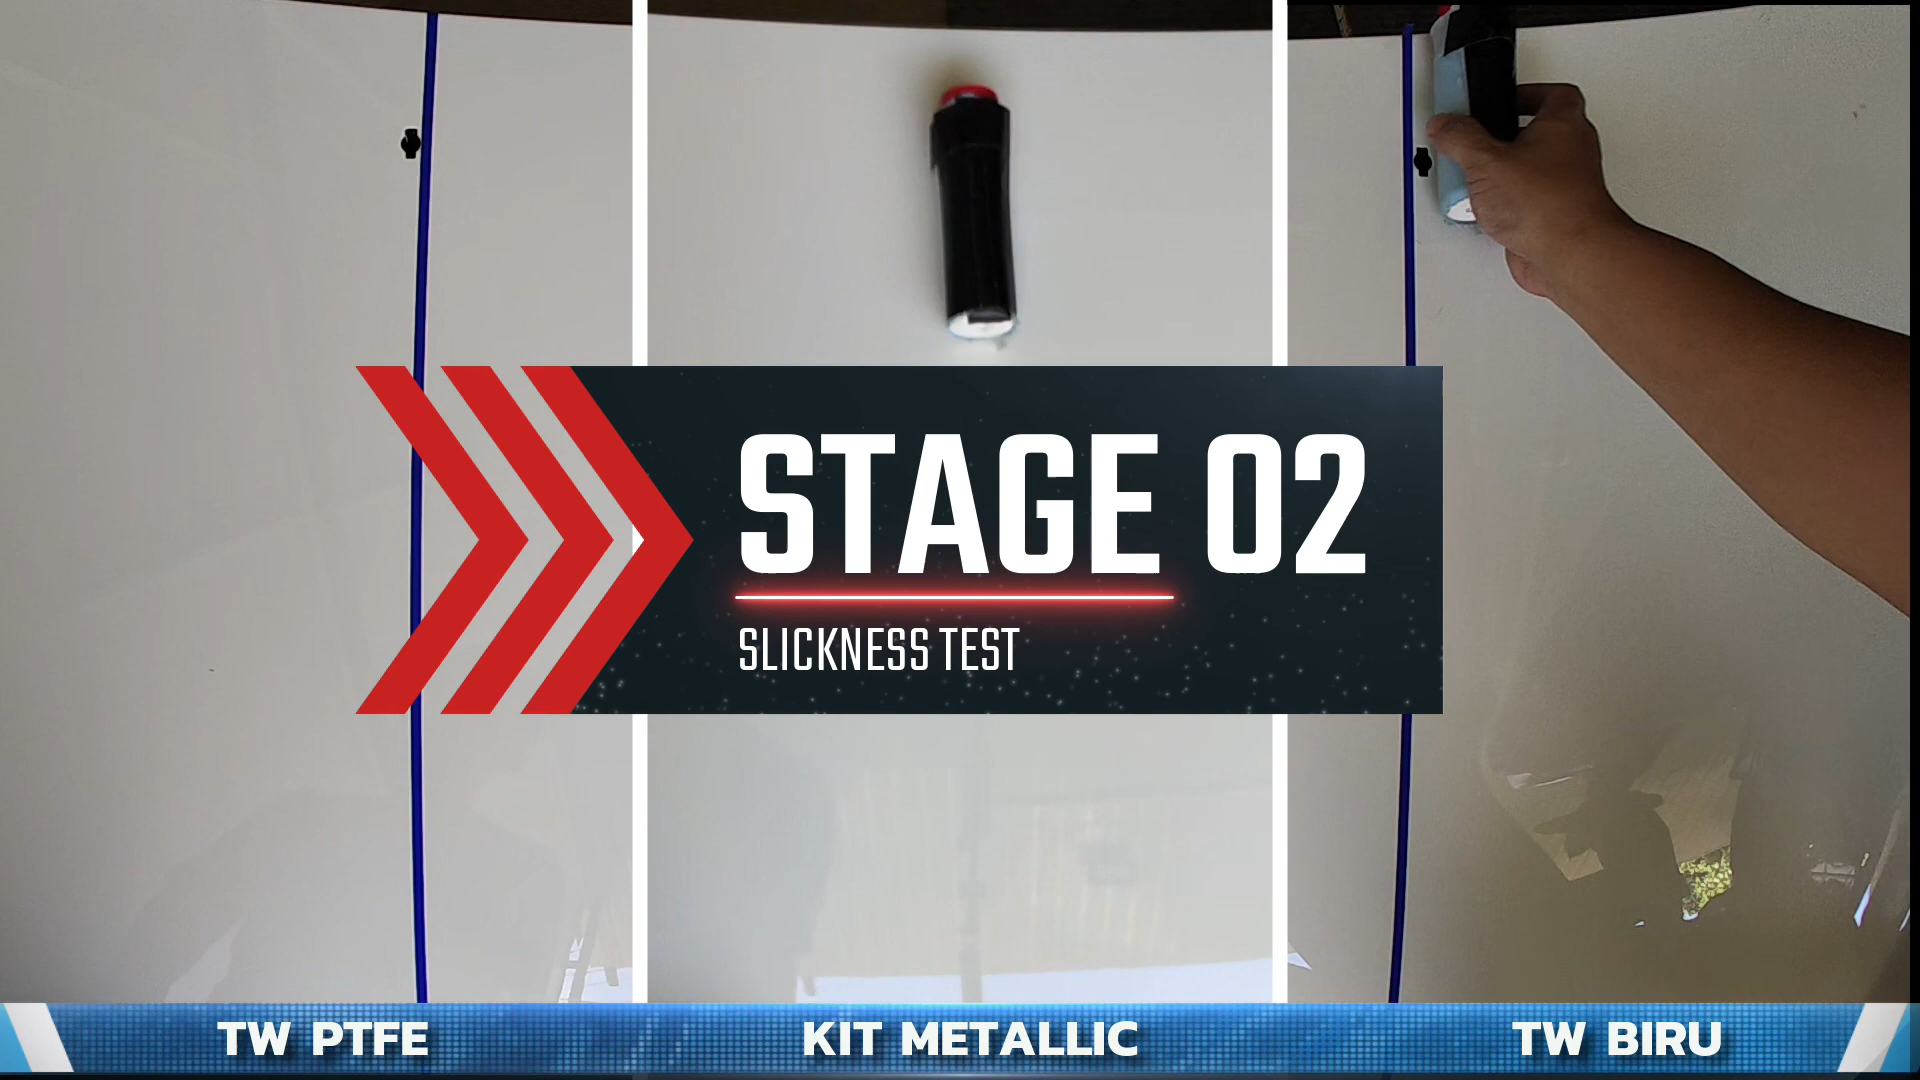 STAGE 02
SLICKNESS TEST
TW PTFE
KIT METALLIC
TW BIRU